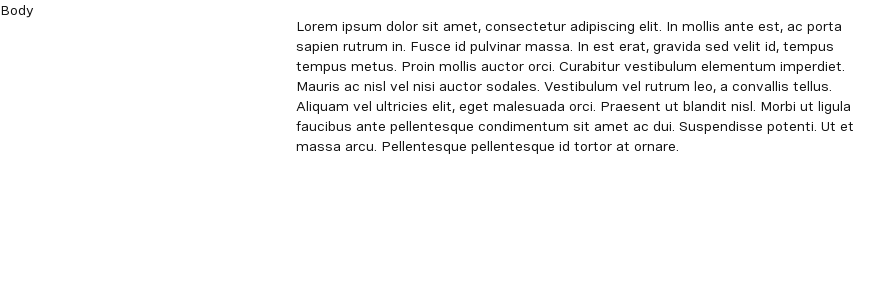 Body
Lorem ipsum dolor sit amet, consectetur adipiscing elit. In mollis ante est, ac porta
sapien rutrum in. Fusce id pulvinar massa. In est erat, gravida sed velit id, tempus
tempus metus. Proin mollis auctor orci. Curabitur vestibulum elementum imperdiet.
Mauris ac nisl vel nisi auctor sodales. Vestibulum vel rutrum leo, a convallis tellus.
Aliquam vel ultricies elit, eget malesuada orci. Praesent ut blandit nisl. Morbi ut ligula
faucibus ante pellentesque condimentum sit amet ac dui. Suspendisse potenti. Ut et
massa arcu. Pellentesque pellentesque id tortor at ornare.